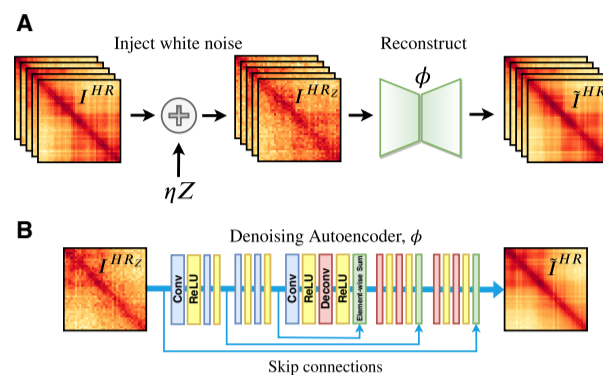 A
Inject white noise
Reconstruct
I^{HR}
I^{HR_Z}
ϕ
Ĩ^{HR}
ηZ
B
Denoising Autoencoder, ϕ
I^{HR_Z}
Conv
ReLU
Conv
ReLU
Deconv
ReLU
Element-wise Sum
Ĩ^{HR}
Skip connections